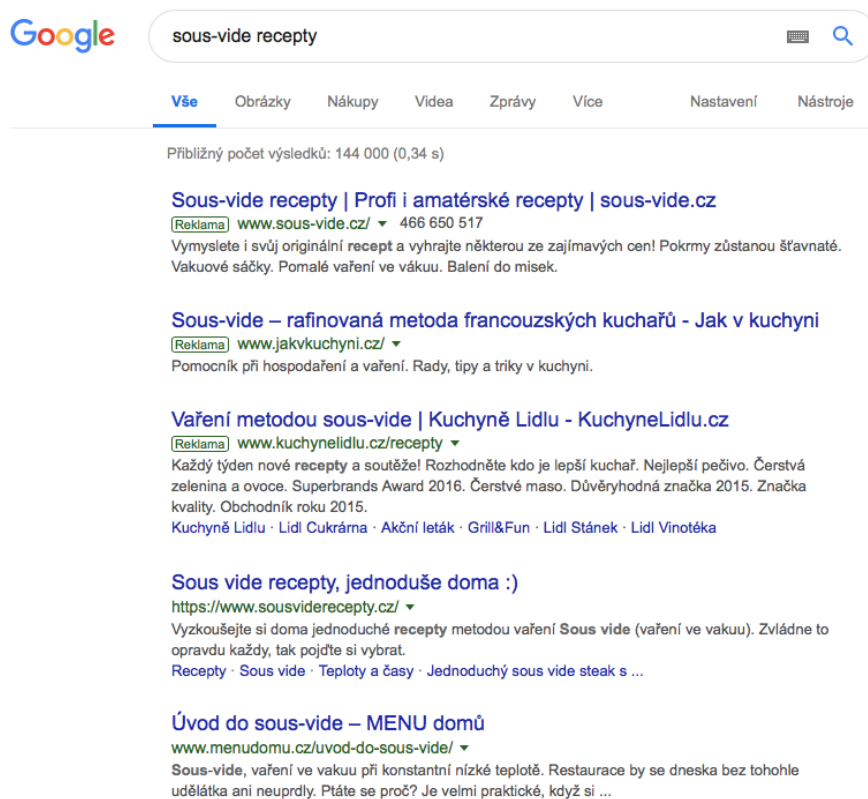 Google
sous-vide recepty
Vše Obrázky Nákupy Videa Zprávy Více Nastavení Nástroje
Přibližný počet výsledků: 144 000 (0,34 s)
Sous-vide recepty | Profi i amatérské recepty | sous-vide.cz
Reklama www.sous-vide.cz/ 466 650 517
Vymyslete i svůj originální recept a vyhrajte některou ze zajímavých cen! Pokrmy zůstanou šťavnaté.
Vakuové sáčky. Pomalé vaření ve vákuu. Balení do misek.
Sous-vide – rafinovaná metoda francouzských kuchařů - Jak v kuchyni
Reklama www.jakvkuchyni.cz/
Pomocník při hospodaření a vaření. Rady, tipy a triky v kuchyni.
Vaření metodou sous-vide | Kuchyně Lidlu - KuchyneLidlu.cz
Reklama www.kuchynelidlu.cz/recepty
Každý týden nové recepty a soutěže! Rozhodněte kdo je lepší kuchař. Nejlepší pečivo. Čerstvá
zelenina a ovoce. Superbrands Award 2016. Čerstvé maso. Důvěryhodná značka 2015. Značka
kvality. Obchodník roku 2015.
Kuchyně Lidlu · Lidl Cukrárna · Akční leták · Grill&Fun · Lidl Stánek · Lidl Vinotéka
Sous vide recepty, jednoduše doma :)
https://www.sousviderecepty.cz/
Vyzkoušejte si doma jednoduché recepty metodou vaření Sous vide (vaření ve vakuu). Zvládne to
opravdu každy, tak pojďte si vybrat.
Recepty · Sous vide · Teploty a časy · Jednoduchý sous vide steak s ...
Úvod do sous-vide – MENU domů
www.menudomu.cz/uvod-do-sous-vide/
Sous-vide, vaření ve vakuu při konstantní nízké teplotě. Restaurace by se dneska bez tohohle
udělátka ani neuprdly. Ptáte se proč? Je velmi praktické, když si ...